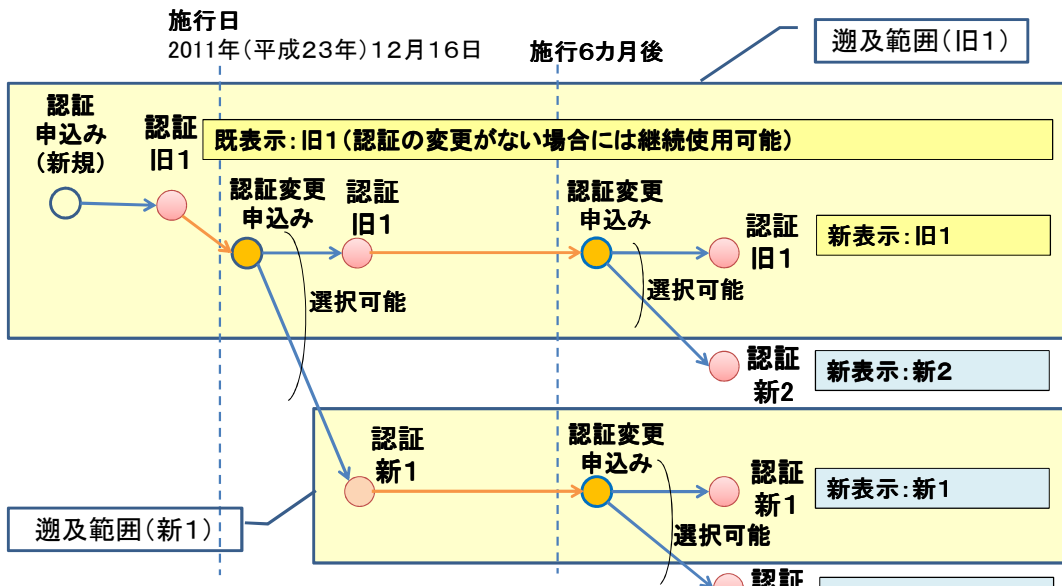 施行日
2011年(平成23年)12月16日
施行6カ月後
遡及範囲(旧1)
認証
申込み
(新規)
認証
旧1
既表示:旧1(認証の変更がない場合には継続使用可能)
認証変更
申込み
認証
旧1
認証変更
申込み
認証
旧1
新表示:旧1
選択可能
選択可能
認証
新2
新表示:新2
認証
新1
認証変更
申込み
認証
新1
新表示:新1
遡及範囲(新1)
選択可能
認証